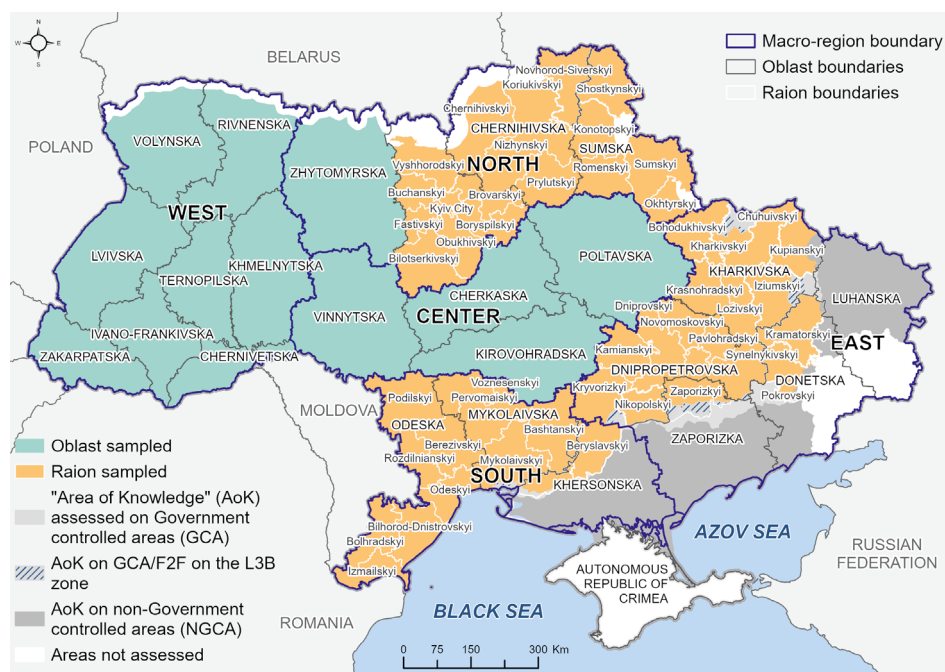 N
W E
S
BELARUS
POLAND
MOLDOVA
ROMANIA
RUSSIAN
FEDERATION
BLACK SEA
AZOV SEA
Macro-region boundary
Oblast boundaries
Raion boundaries
WEST
VOLYNSKA
RIVNENSKA
LVIVSKA
TERNOPILSKA
KHMELNYTSKA
IVANO-FRANKIVSKA
ZAKARPATSKA
CHERNIVETSKA
ZHYTOMYRSKA
VINNYTSKA
CENTER
CHERKASKA
POLTAVSKA
KIROVOHRADSKA
NORTH
Novhorod-Siverskyi
Koriukivskyi
Shostkynskyi
Chernihivskyi
CHERNIHIVSKA
Konotopskyi
Nizhynskyi
SUMSKA
Vyshhorodskyi
Romenskyi
Sumskyi
Buchanskyi
Brovarskyi
Prylutskyi
Kyiv City
Okhtyrskyi
Fastivskyi
Boryspilskyi
Obukhivskyi
Bilotserkivskyi
EAST
Bohodukhivskyi
Chuhuivskyi
Kharkivskyi
Kupianskyi
KHARKIVSKA
Iziumskyi
Krasnohradskyi
LUHANSKA
Dniprovskyi
Lozivskyi
Novomoskovskyi
Kramatorskyi
Pavlohradskyi
Kamianskyi
Synelnykivskyi
DNIPROPETROVSKA
DONETSKA
Kryvorizkyi
Zaporizkyi
Pokrovskyi
Nikopolskyi
ZAPORIZKA
SOUTH
Voznesenskyi
Podilskyi
Pervomaiskyi
MYKOLAIVSKA
ODESKA
Bashtanskyi
Berezivskyi
Beryslavskyi
Rozdilnianskyi
Mykolaivskyi
KHERSONSKA
Odeskyi
Bilhorod-Dnistrovskyi
Bolhradskyi
Izmailskyi
AUTONOMOUS
REPUBLIC OF
CRIMEA
Oblast sampled
Raion sampled
"Area of Knowledge" (AoK)
assessed on Government
controlled areas (GCA)
AoK on GCA/F2F on the L3B
zone
AoK on non-Government
controlled areas (NGCA)
Areas not assessed
0 75 150 300 Km